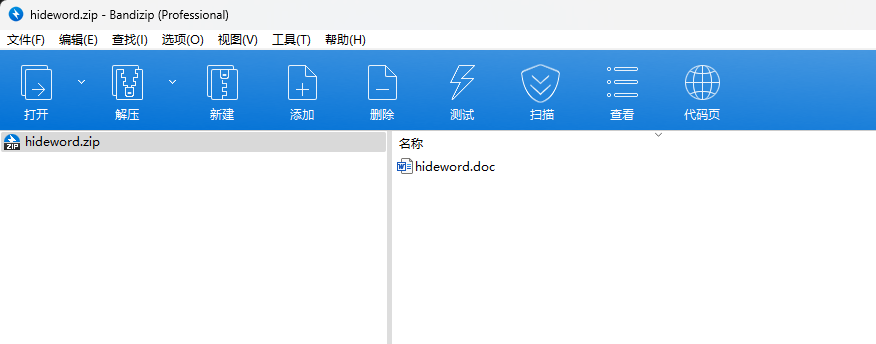 hideword.zip - Bandizip (Professional)
文件(F) 编辑(E) 查找(I) 选项(O) 视图(V) 工具(T) 帮助(H)
打开 解压 新建 添加 删除 测试 扫描 查看 代码页
ZIP hideword.zip
名称
W hideword.doc